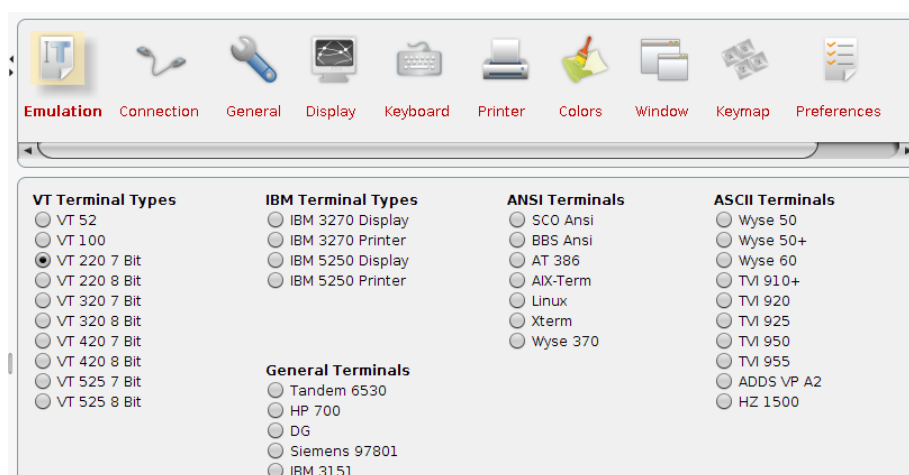 IT
Emulation Connection General Display Keyboard Printer Colors Window Keymap Preferences
VT Terminal Types
VT 52
VT 100
VT 220 7 Bit
VT 220 8 Bit
VT 320 7 Bit
VT 320 8 Bit
VT 420 7 Bit
VT 420 8 Bit
VT 525 7 Bit
VT 525 8 Bit
IBM Terminal Types
IBM 3270 Display
IBM 3270 Printer
IBM 5250 Display
IBM 5250 Printer
General Terminals
Tandem 6530
HP 700
DG
Siemens 97801
IBM 3151
ANSI Terminals
SCO Ansi
BBS Ansi
AT 386
AIX-Term
Linux
Xterm
Wyse 370
ASCII Terminals
Wyse 50
Wyse 50+
Wyse 60
TVI 910+
TVI 920
TVI 925
TVI 950
TVI 955
ADDS VP A2
HZ 1500